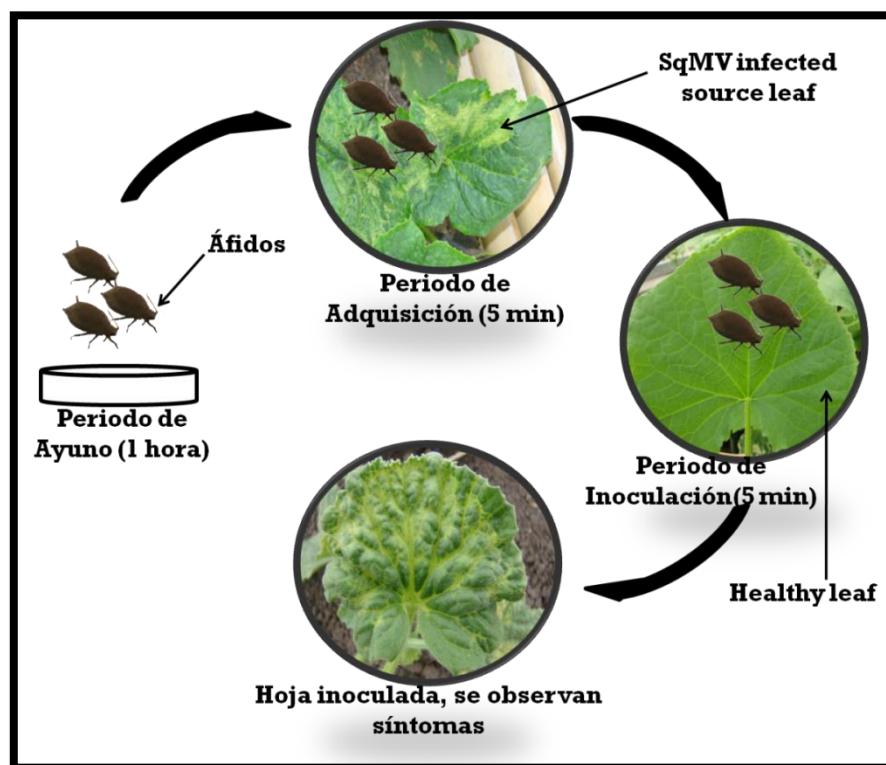 SqMV infected
source leaf
Áfidos
Periodo de
Adquisición (5 min)
Periodo de
Ayuno (1 hora)
Periodo de
Inoculación(5 min)
Healthy leaf
Hoja inoculada, se observan
síntomas